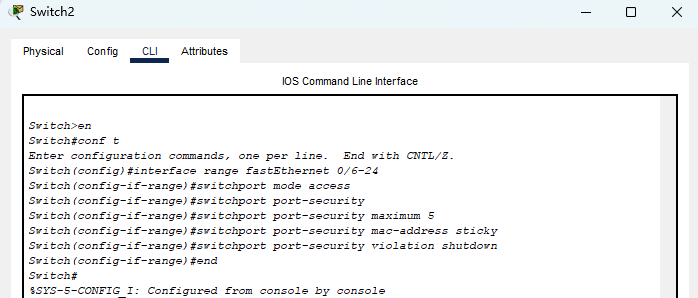 Switch2
Physical Config CLI Attributes
IOS Command Line Interface
Switch>en
Switch#conf t
Enter configuration commands, one per line.  End with CNTL/Z.
Switch(config)#interface range fastEthernet 0/6-24
Switch(config-if-range)#switchport mode access
Switch(config-if-range)#switchport port-security
Switch(config-if-range)#switchport port-security maximum 5
Switch(config-if-range)#switchport port-security mac-address sticky
Switch(config-if-range)#switchport port-security violation shutdown
Switch(config-if-range)#end
Switch#
%SYS-5-CONFIG_I: Configured from console by console